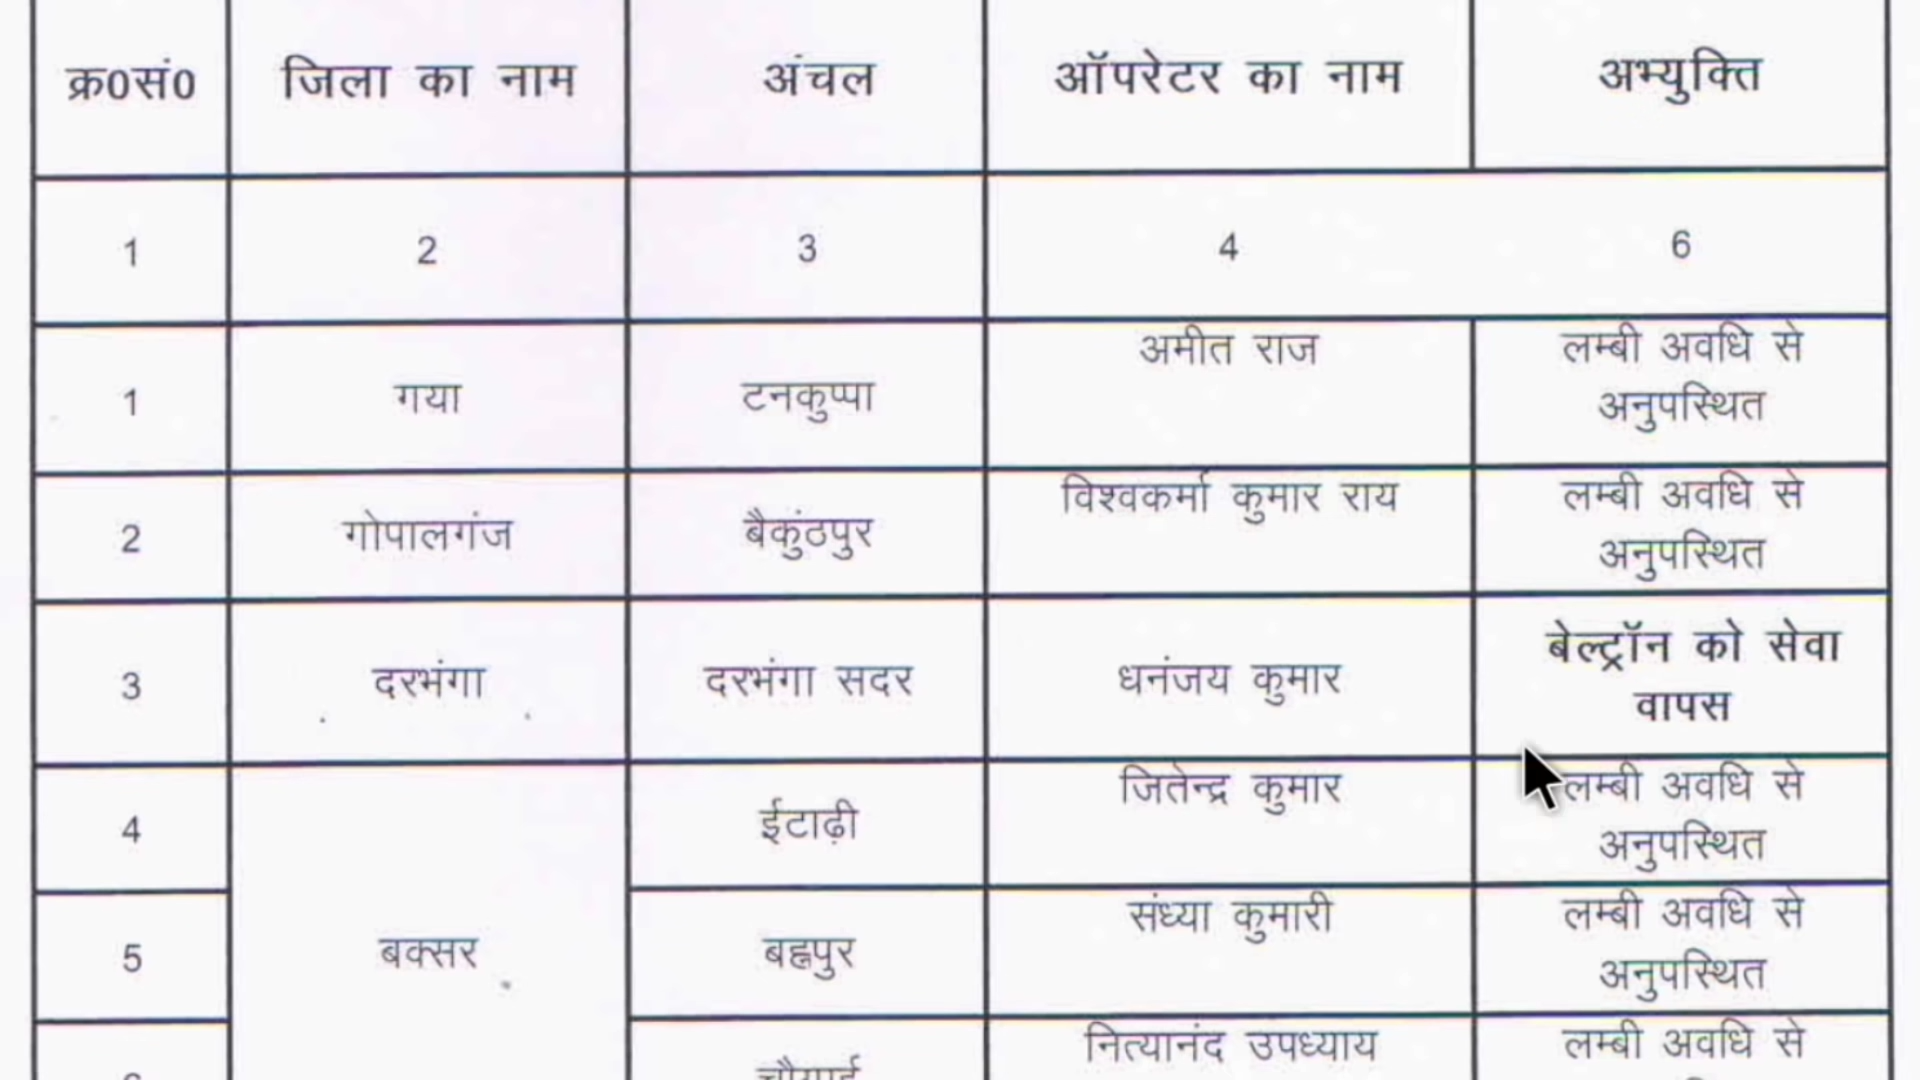 क्र0सं0 जिला का नाम अंचल ऑपरेटर का नाम अभ्युक्ति
1 2 3 4 6
1 गया टनकुप्पा अमीत राज लम्बी अवधि से
अनुपस्थित
2 गोपालगंज बैकुंठपुर विश्वकर्मा कुमार राय लम्बी अवधि से
अनुपस्थित
3 दरभंगा दरभंगा सदर धनंजय कुमार बेल्ट्रॉन को सेवा
वापस
4 ईटाढ़ी जितेन्द्र कुमार लम्बी अवधि से
अनुपस्थित
5 बक्सर बह्मपुर संध्या कुमारी लम्बी अवधि से
अनुपस्थित
नित्यानंद उपध्याय लम्बी अवधि से